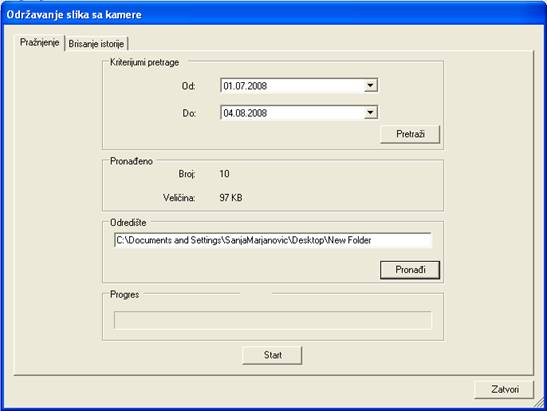 Održavanje slika sa kamere
Pražnjenje Brisanje istorije
Kriterijumi pretrage
Od: 01.07.2008
Do: 04.08.2008
Pretraži
Pronađeno
Broj: 10
Veličina: 97 KB
Odredište
C:\Documents and Settings\SanjaMarjanovic\Desktop\New Folder
Pronađi
Progres
Start
Zatvori